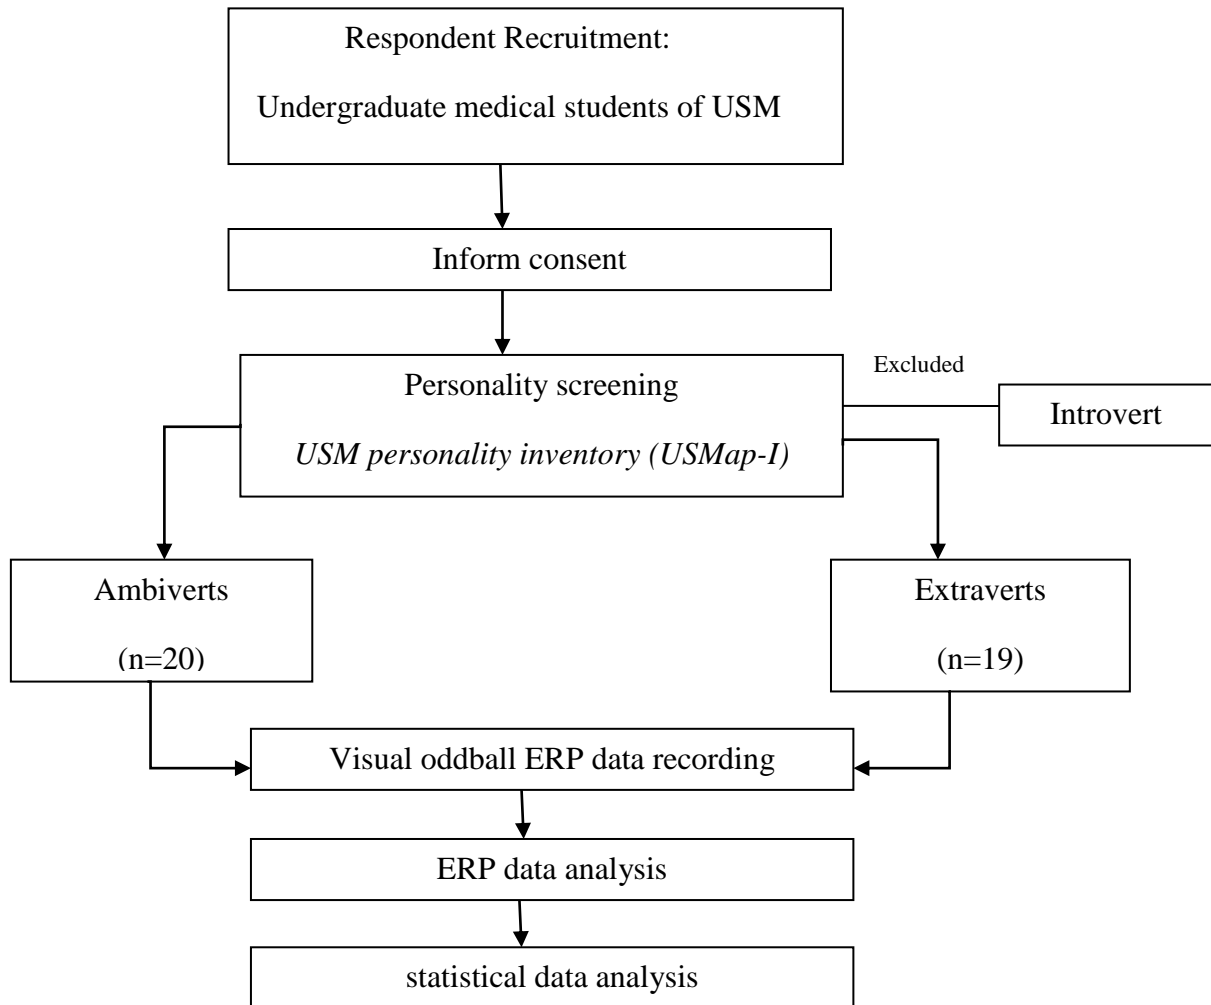 Respondent Recruitment:
Undergraduate medical students of USM
Inform consent
Personality screening
USM personality inventory (USMap-I)
Excluded
Introvert
Ambiverts
(n=20)
Extraverts
(n=19)
Visual oddball ERP data recording
ERP data analysis
statistical data analysis